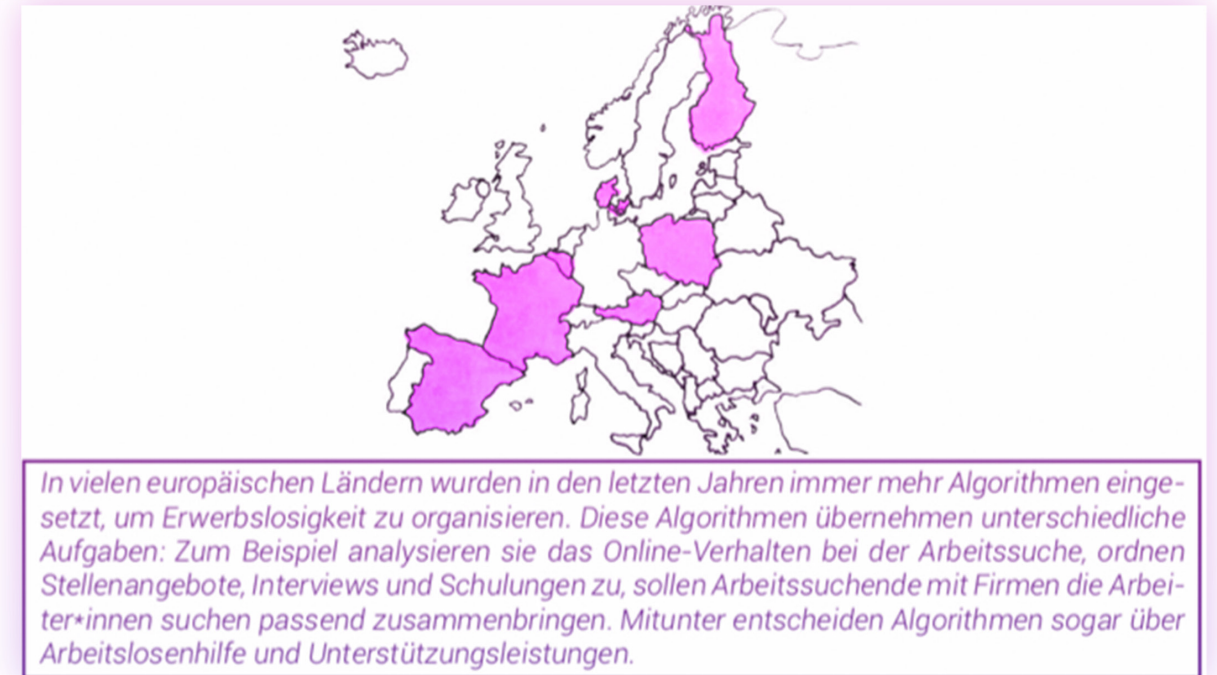 In vielen europäischen Ländern wurden in den letzten Jahren immer mehr Algorithmen einge-
setzt, um Erwerbslosigkeit zu organisieren. Diese Algorithmen übernehmen unterschiedliche
Aufgaben: Zum Beispiel analysieren sie das Online-Verhalten bei der Arbeitssuche, ordnen
Stellenangebote, Interviews und Schulungen zu, sollen Arbeitssuchende mit Firmen die Arbei-
ter*innen suchen passend zusammenbringen. Mitunter entscheiden Algorithmen sogar über
Arbeitslosenhilfe und Unterstützungsleistungen.